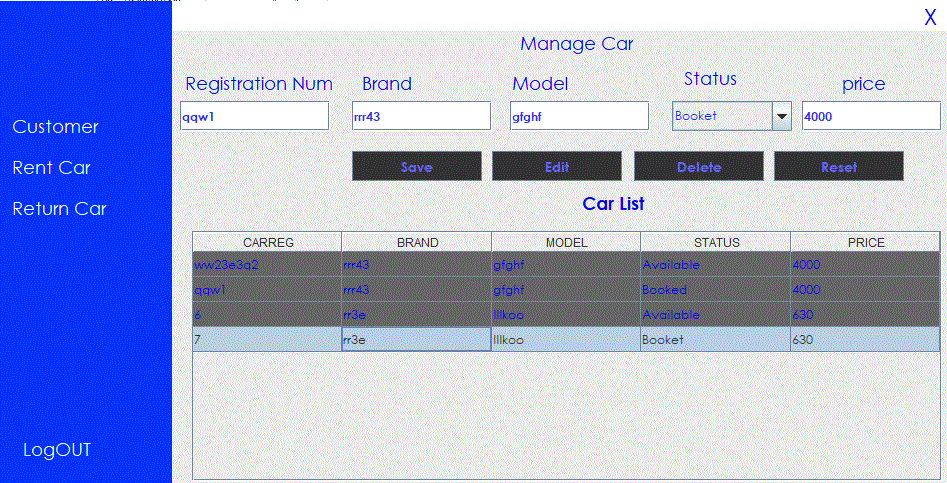 X
Manage Car
Registration Num Brand Model Status price
qqw1 rrr43 gfghf Booket 4000
Customer
Rent Car
Return Car
LogOUT
Save Edit Delete Reset
Car List
CARREG BRAND MODEL STATUS PRICE
ww23e3q2 rrr43 gfghf Available 4000
qqw1 rrr43 gfghf Booked 4000
6 rr3e lllkoo Available 630
7 rr3e lllkoo Booket 630